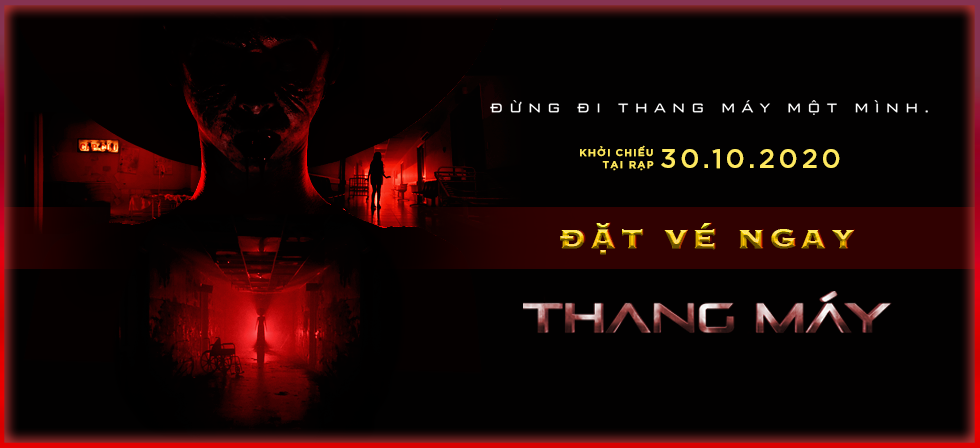 ĐỪNG ĐI THANG MÁY MỘT MÌNH.
KHỞI CHIẾU
TẠI RẠP 30.10.2020
ĐẶT VÉ NGAY
THANG MÁY